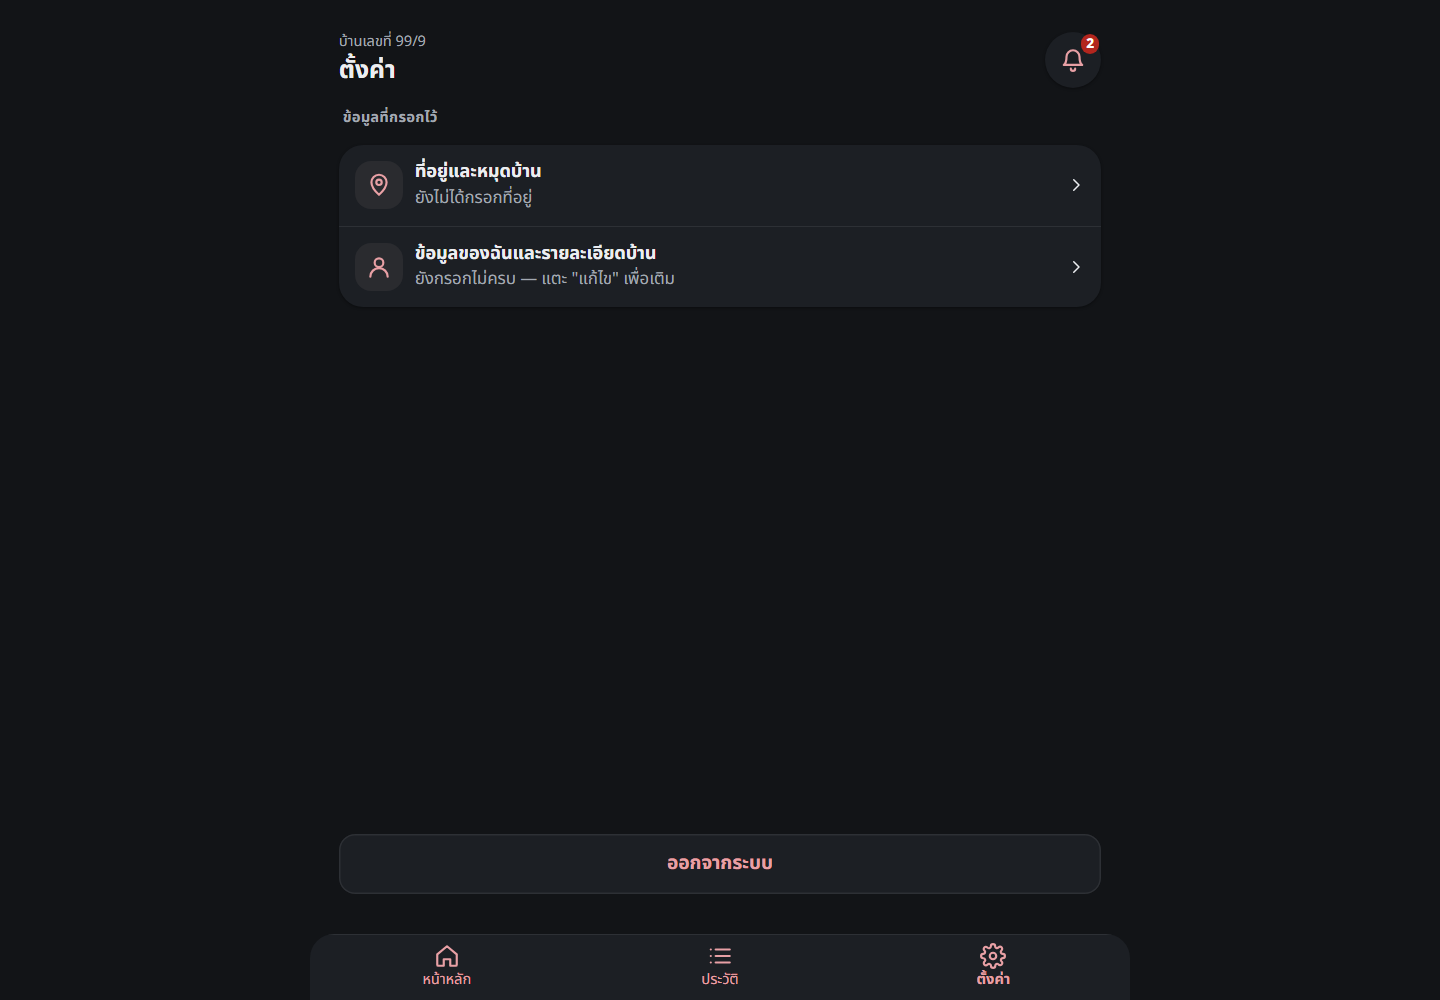 บ้านเลขที่ 99/9
ตั้งค่า
2
ข้อมูลที่กรอกไว้
ที่อยู่และหมุดบ้าน
ยังไม่ได้กรอกที่อยู่
ข้อมูลของฉันและรายละเอียดบ้าน
ยังกรอกไม่ครบ — แตะ "แก้ไข" เพื่อเติม
ออกจากระบบ
หน้าหลัก
ประวัติ
ตั้งค่า